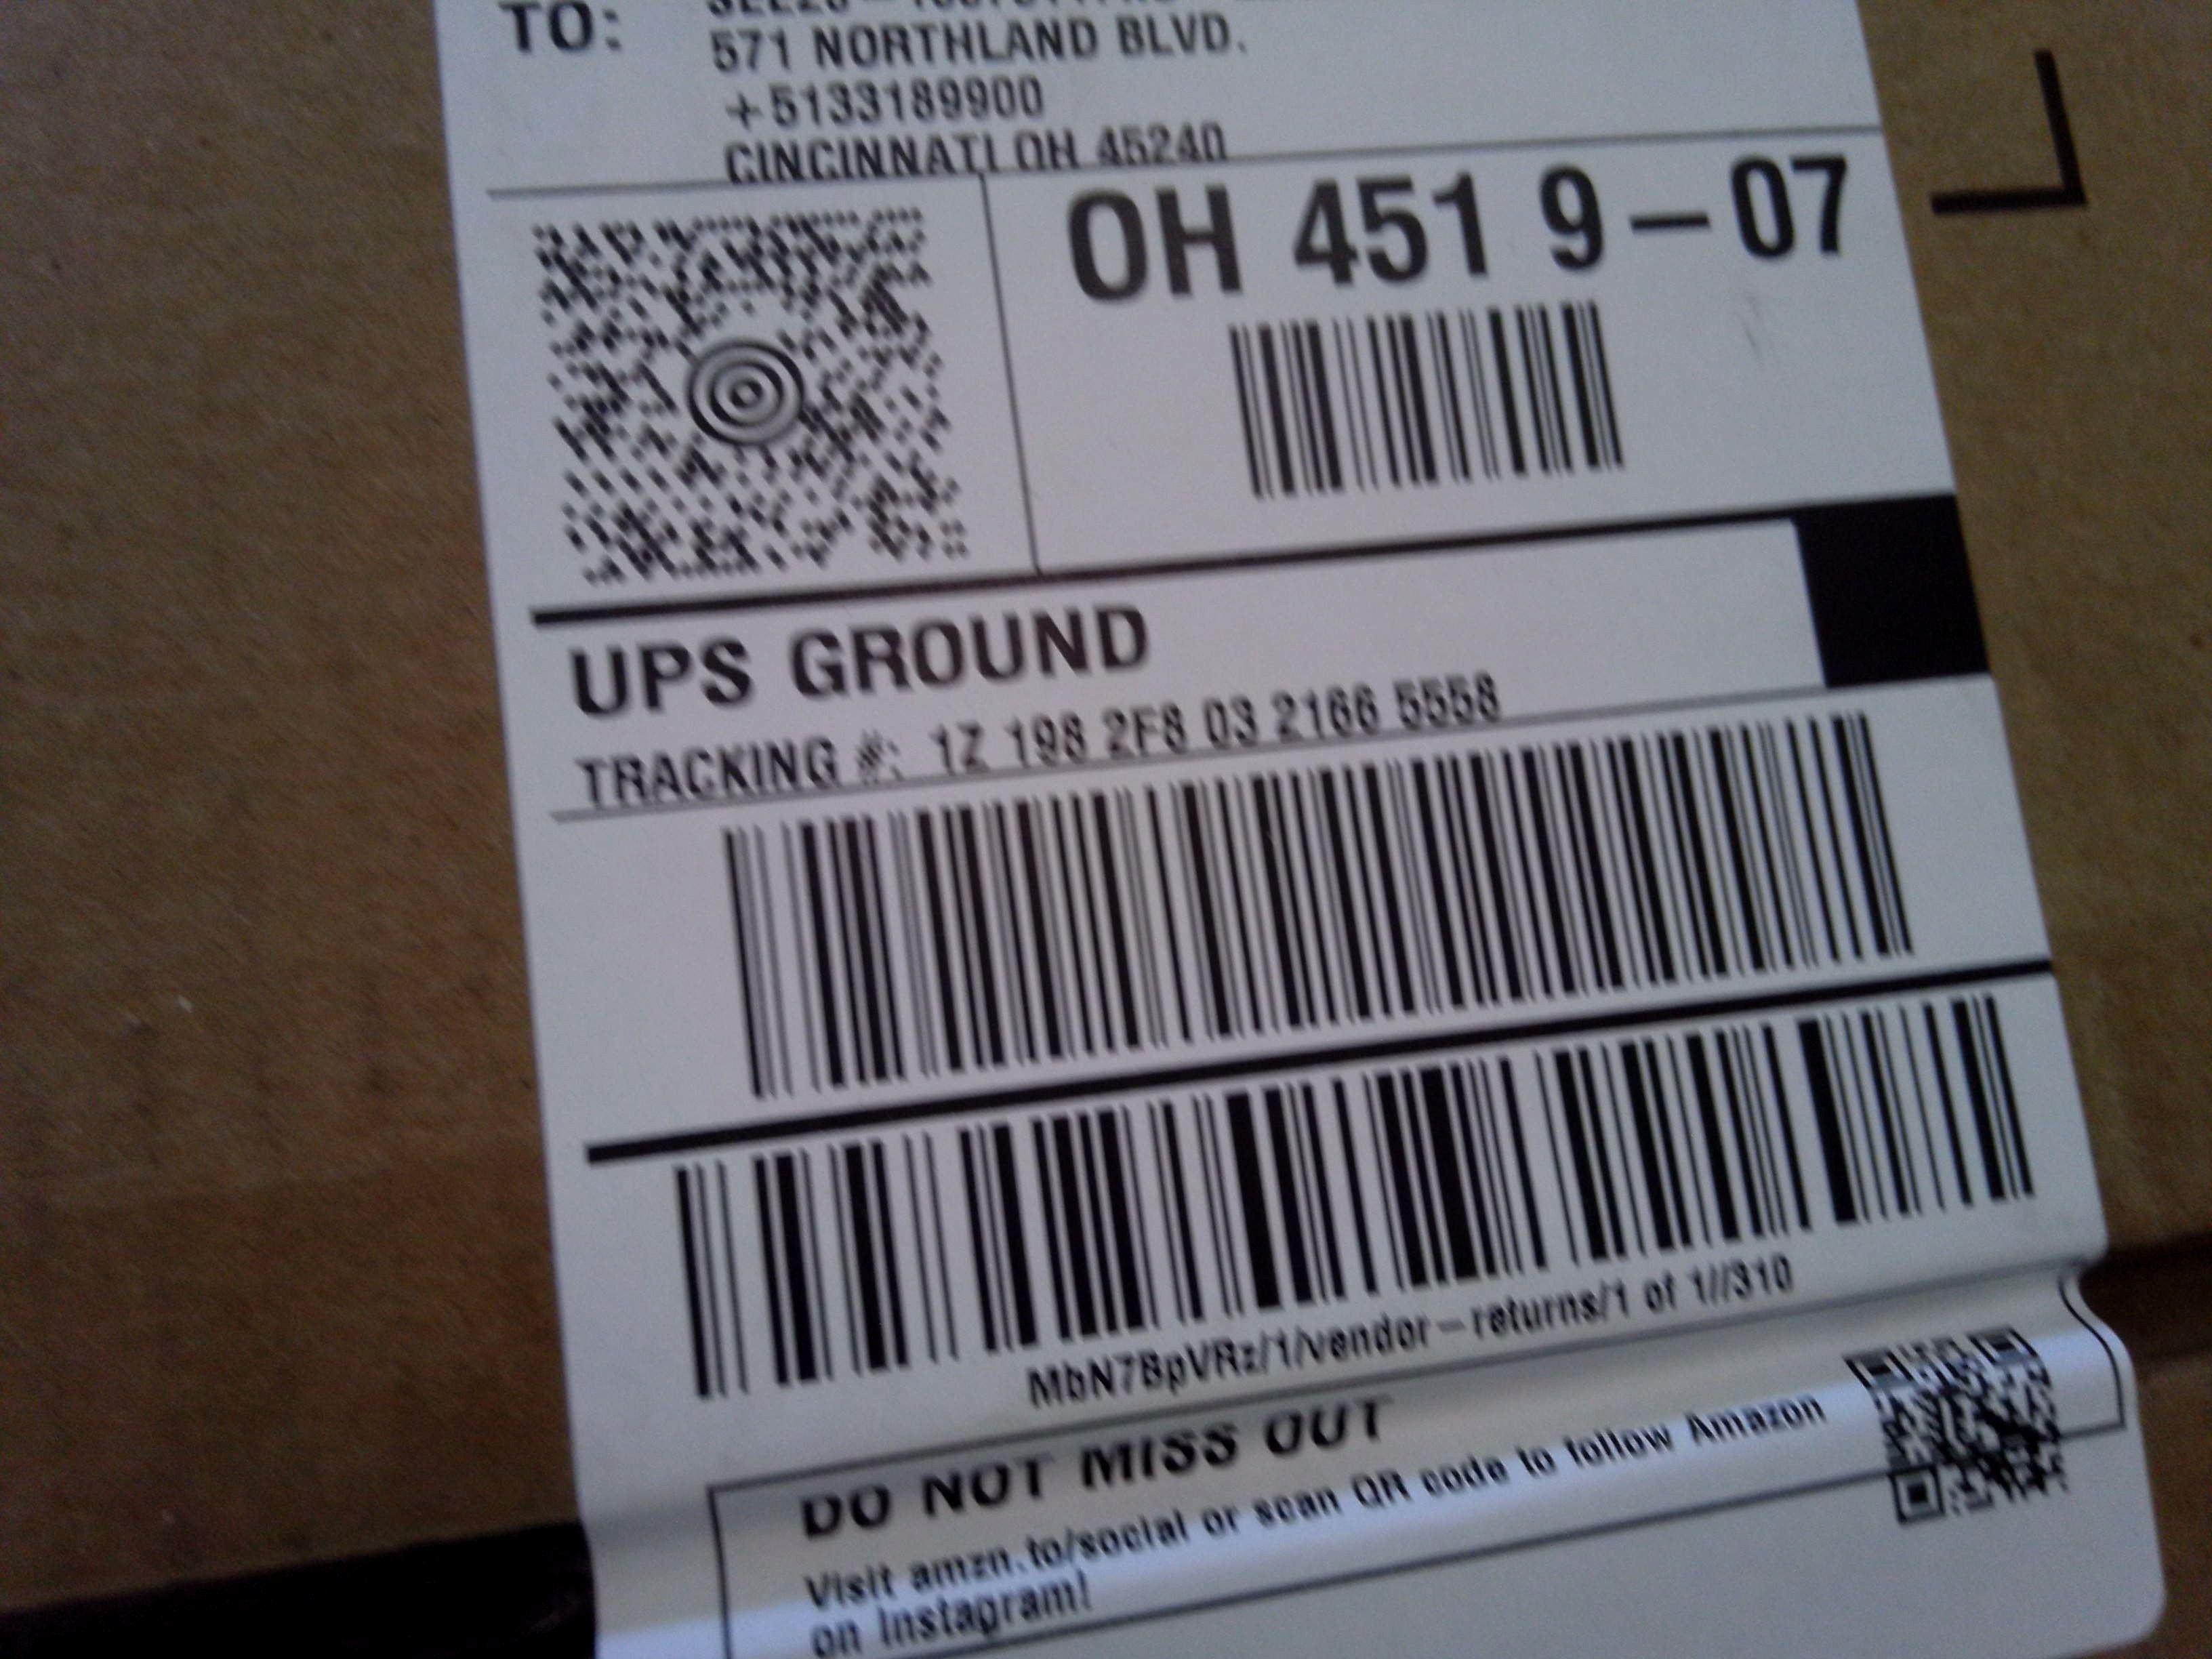 TO:
571 NORTHLAND BLVD.
+5133189900
CINCINNATI OH 45240
OH 451 9-07
UPS GROUND
TRACKING #: 1Z 198 2F8 03 2166 5558
MbN7BpVRz/1/vendor-returns/1 of 1//310
DO NOT MISS OUT
Visit amzn.to/social or scan QR code to follow Amazon
on Instagram!